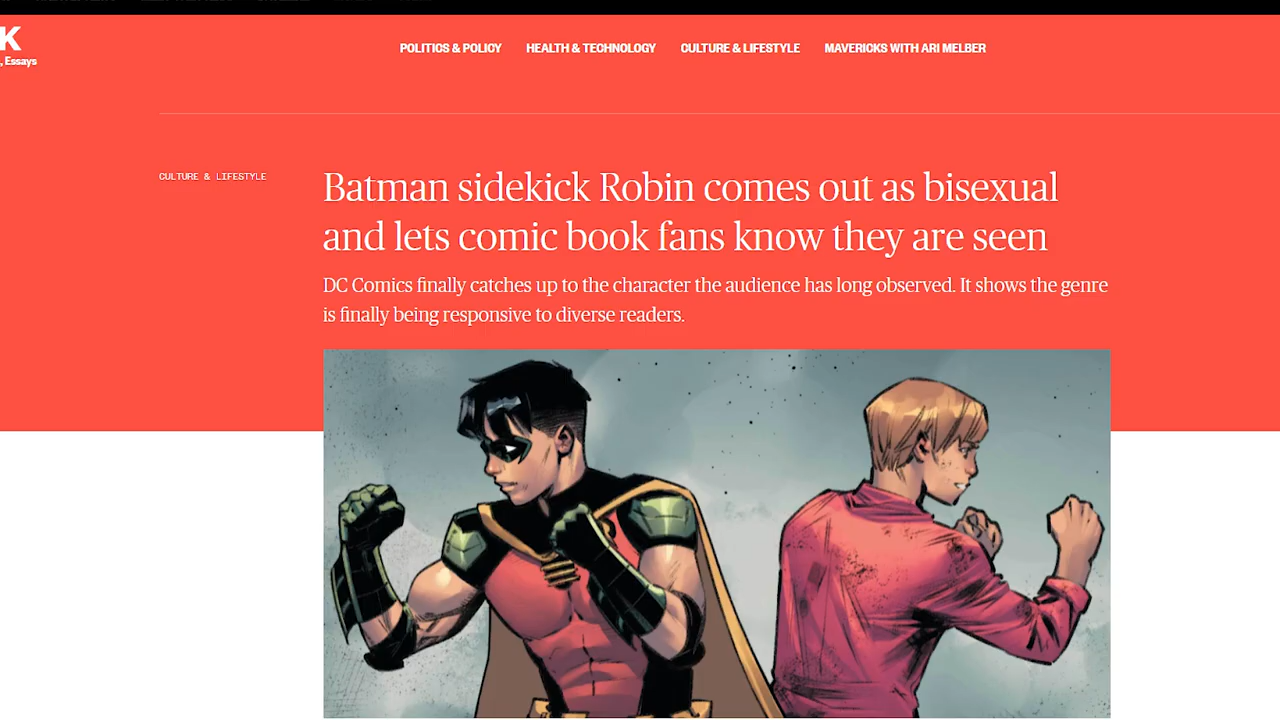 K
, Essays
POLITICS & POLICY HEALTH & TECHNOLOGY CULTURE & LIFESTYLE MAVERICKS WITH ARI MELBER
CULTURE & LIFESTYLE
Batman sidekick Robin comes out as bisexual
and lets comic book fans know they are seen
DC Comics finally catches up to the character the audience has long observed. It shows the genre
is finally being responsive to diverse readers.